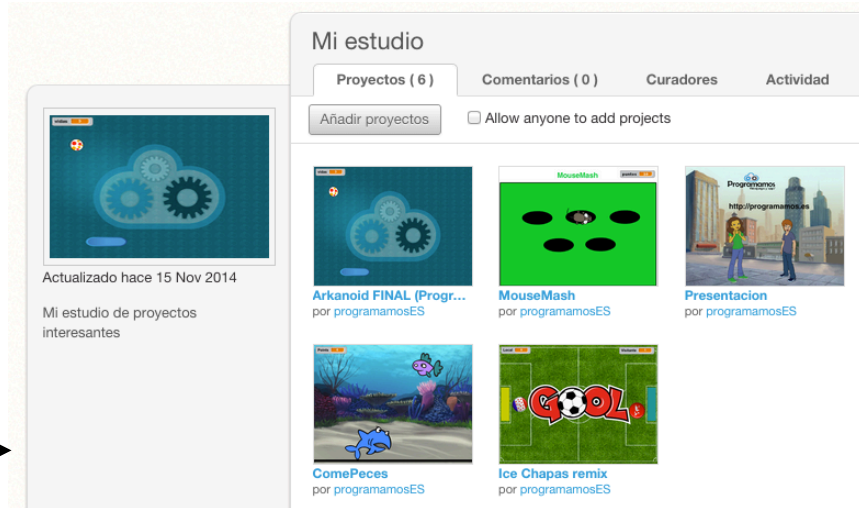 Mi estudio
Proyectos ( 6 )
Comentarios ( 0 )
Curadores
Actividad
Añadir proyectos
Allow anyone to add projects
Actualizado hace 15 Nov 2014
Mi estudio de proyectos
interesantes
MouseMash
Programamos
http://programamos.es
Arkanoid FINAL (Progr...
por programamosES
MouseMash
por programamosES
Presentacion
por programamosES
GOOL
ComePeces
por programamosES
Ice Chapas remix
por programamosES